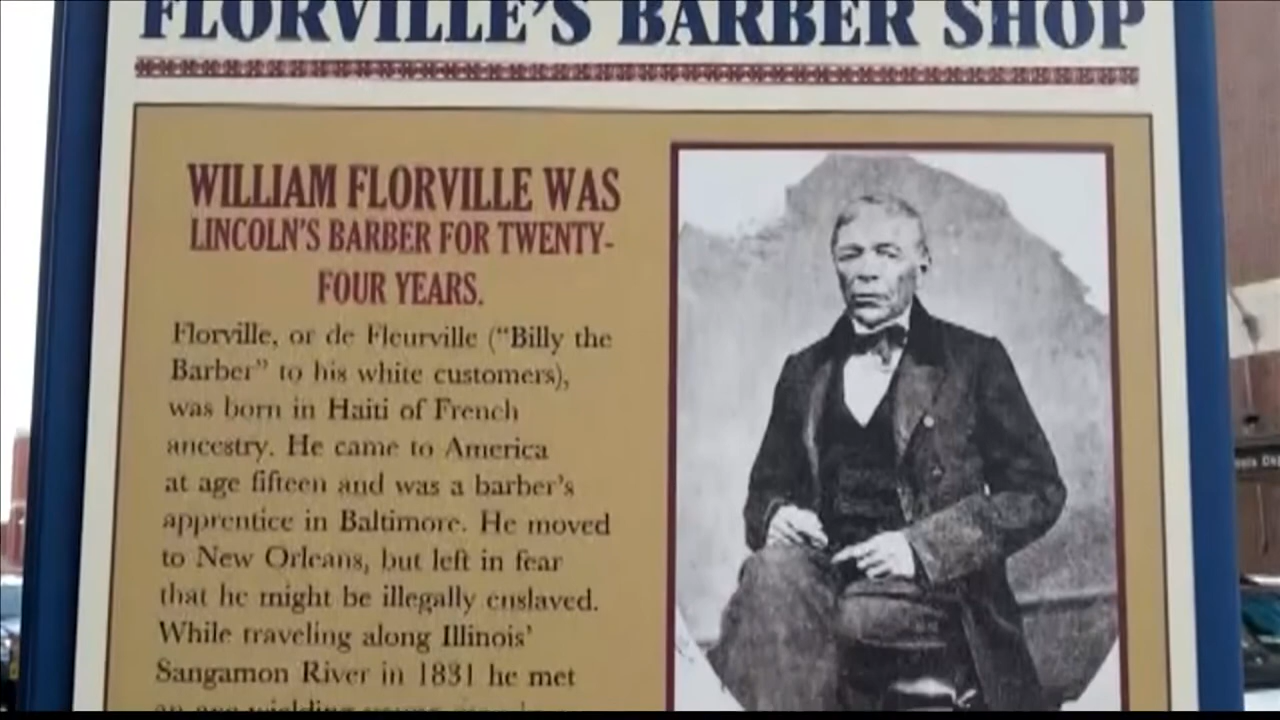 FLORVILLE'S BARBER SHOP
WILLIAM FLORVILLE WAS
LINCOLN'S BARBER FOR TWENTY-
FOUR YEARS.
Florville, or de Fleurville ("Billy the
Barber" to his white customers),
was born in Haiti of French
ancestry. He came to America
at age fifteen and was a barber's
apprentice in Baltimore. He moved
to New Orleans, but left in fear
that he might be illegally enslaved.
While traveling along Illinois'
Sangamon River in 1831 he met